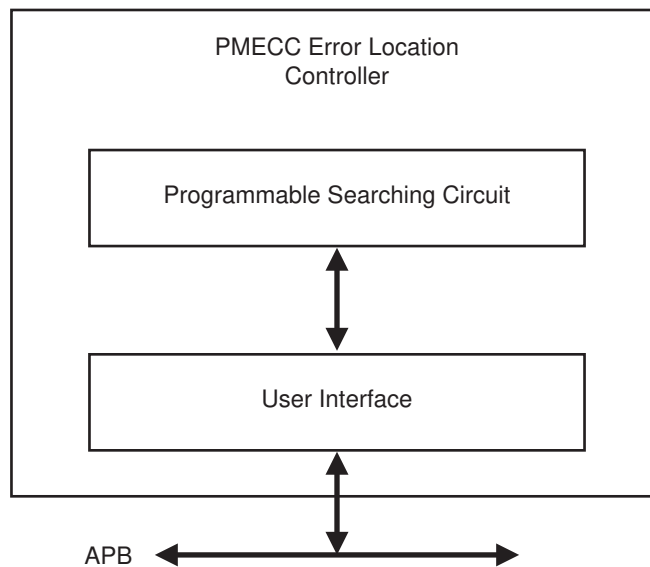 PMECC Error Location
Controller
Programmable Searching Circuit
User Interface
APB